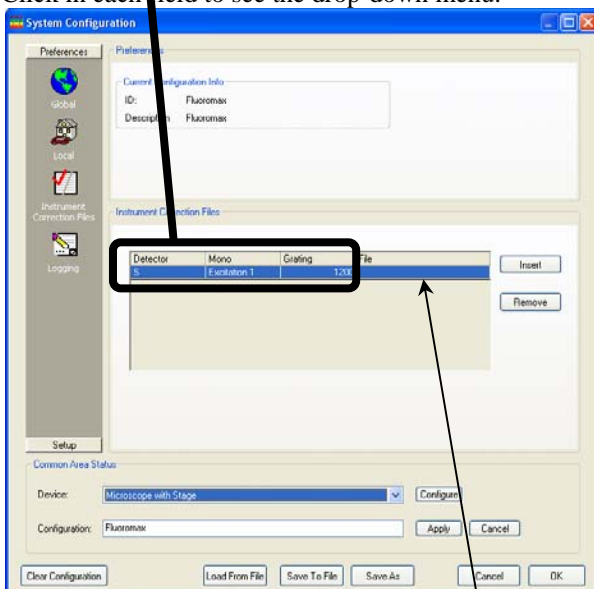 Click in each field to see the drop-down menu.
System Configuration
Preferences
Global
Local
Instrument
Correction Files
Logging
Setup
Preferences
Current Configuration Info
ID: Fluoromax
Description Fluoromax
Instrument Correction Files
Detector Mono Grating File
S Excitation 1 1200
Insert
Remove
Common Area Status
Device: Microscope with Stage Configure
Configuration: Fluoromax Apply Cancel
Clear Configuration Load From File Save To File Save As Cancel OK